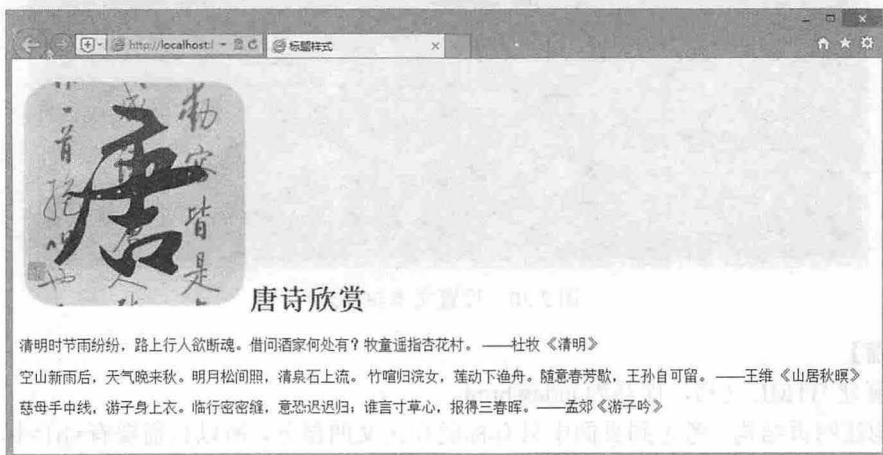 http://localhost:l
标题样式
唐
唐诗欣赏
清明时节雨纷纷，路上行人欲断魂。借问酒家何处有？牧童遥指杏花村。 ——杜牧《清明》
空山新雨后，天气晚来秋。明月松间照，清泉石上流。 竹喧归浣女，莲动下渔舟。随意春芳歇，王孙自可留。 ——王维《山居秋暝》
慈母手中线，游子身上衣。临行密密缝，意恐迟迟归；谁言寸草心，报得三春晖。——孟郊《游子吟》